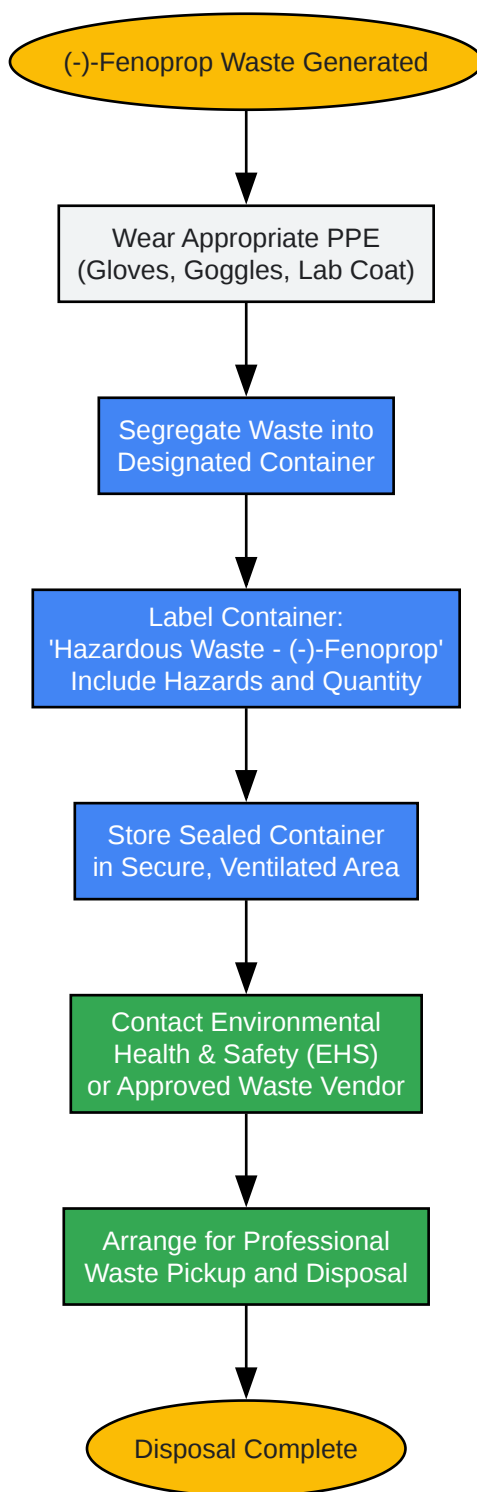 (-)-Fenoprop Waste Generated
Wear Appropriate PPE
(Gloves, Goggles, Lab Coat)
Segregate Waste into
Designated Container
Label Container:
'Hazardous Waste - (-)-Fenoprop'
Include Hazards and Quantity
Store Sealed Container
in Secure, Ventilated Area
Contact Environmental
Health & Safety (EHS)
or Approved Waste Vendor
Arrange for Professional
Waste Pickup and Disposal
Disposal Complete